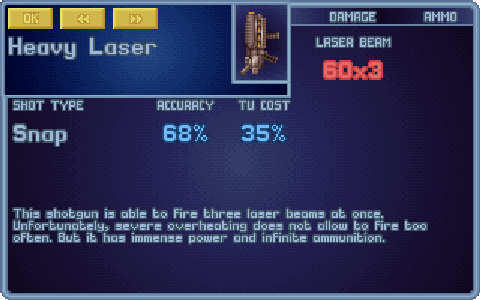 OK << >>
DAMAGE AMMO
Heavy Laser
LASER BEAM
60x3
SHOT TYPE ACCURACY TU COST
Snap 68% 35%
This shotgun is able to fire three laser beams at once.
Unfortunately, severe overheating does not allow to fire too
often. But it has immense power and infinite ammunition.